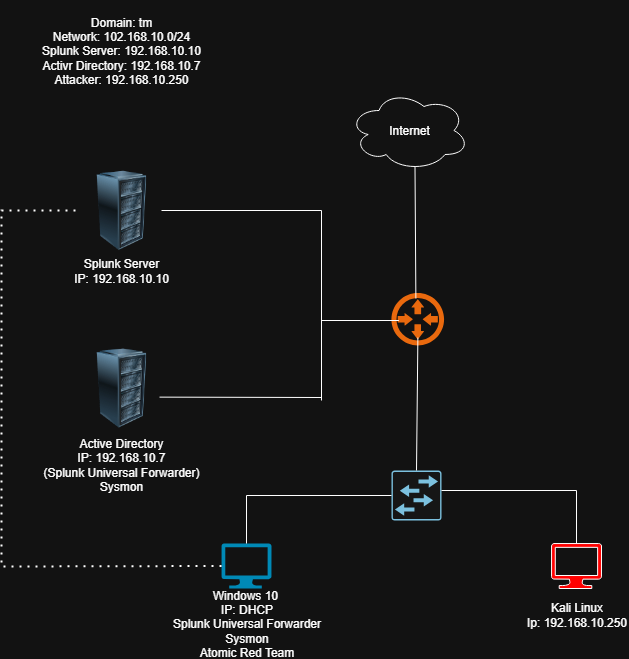 Domain: tm
Network: 102.168.10.0/24
Splunk Server: 192.168.10.10
Activr Directory: 192.168.10.7
Attacker: 192.168.10.250
Internet
Splunk Server
IP: 192.168.10.10
Active Directory
IP: 192.168.10.7
(Splunk Universal Forwarder)
Sysmon
Windows 10
IP: DHCP
Splunk Universal Forwarder
Sysmon
Atomic Red Team
Kali Linux
Ip: 192.168.10.250